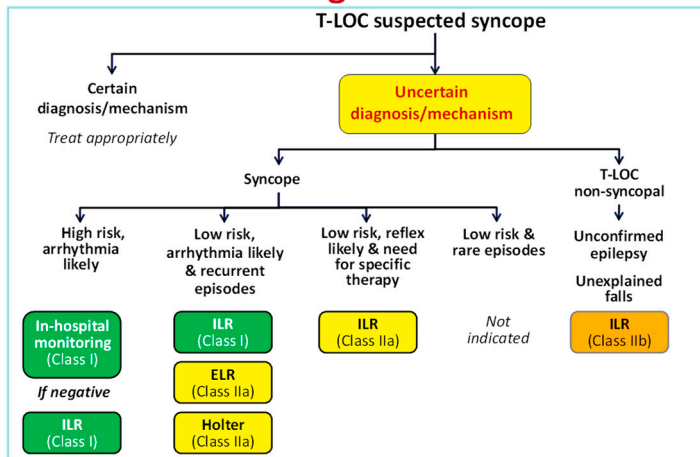 T-LOC suspected syncope
Certain
diagnosis/mechanism
Treat appropriately
Uncertain
diagnosis/mechanism
Syncope
T-LOC
non-syncopal
High risk,
arrhythmia
likely
Low risk,
arrhythmia likely
& recurrent
episodes
Low risk, reflex
likely & need
for specific
therapy
Low risk &
rare episodes
Unconfirmed
epilepsy
Unexplained
falls
In-hospital
monitoring
(Class I)
If negative
ILR
(Class I)
ILR
(Class I)
ELR
(Class IIa)
Holter
(Class IIa)
ILR
(Class IIa)
Not
indicated
ILR
(Class IIb)